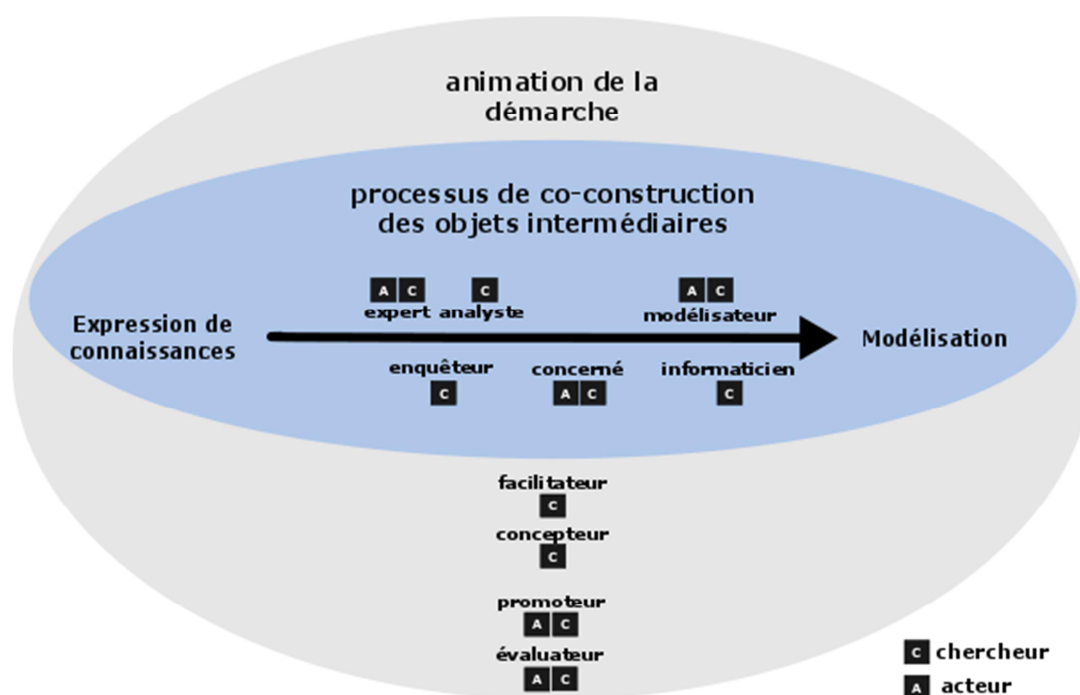 animation de la
démarche
processus de co-construction
des objets intermédiaires
A C C A C
expert analyste modélisateur
Expression de
connaissances
Modélisation
enquêteur concerné informaticien
C A C C
facilitateur
C
concepteur
C
promoteur
A C
évaluateur
A C
C chercheur
A acteur